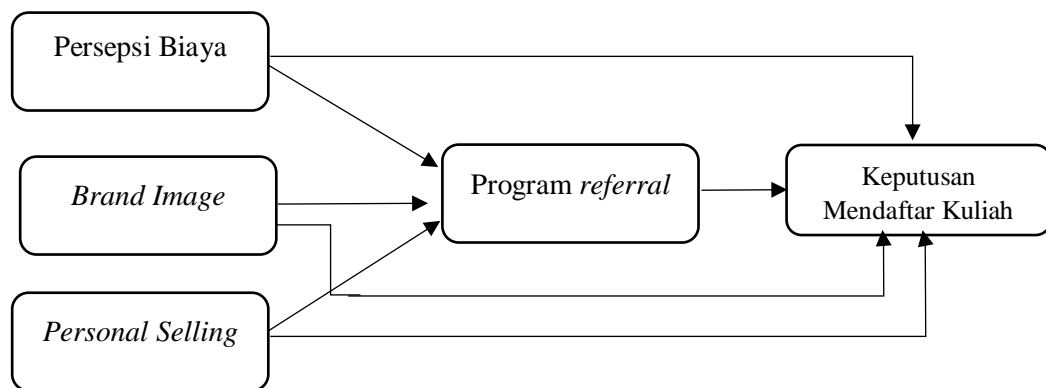 Persepsi Biaya
Brand Image
Personal Selling
Program referral
Keputusan
Mendaftar Kuliah